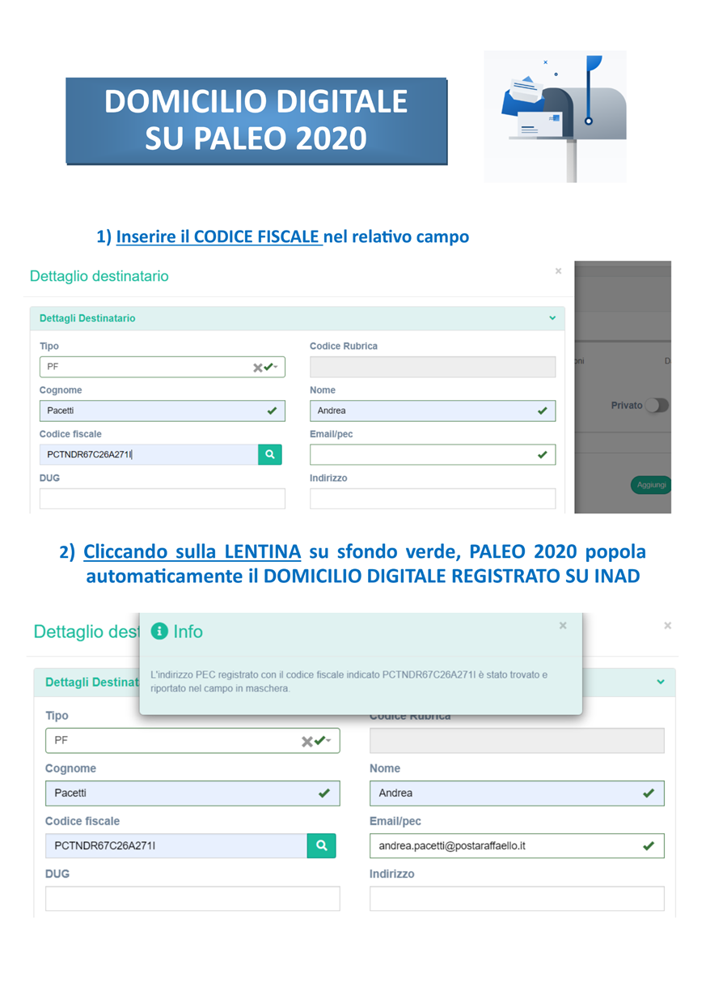 DOMICILIO DIGITALE
SU PALEO 2020
1) Inserire il CODICE FISCALE nel relativo campo
Dettaglio destinatario
×
Dettagli Destinatario
Tipo
Codice Rubrica
PF
Cognome
Nome
Pacetti
Andrea
Codice fiscale
Email/pec
PCTNDR67C26A271I
DUG
Indirizzo
oni
Privato
Aggiungi
2) Cliccando sulla LENTINA su sfondo verde, PALEO 2020 popola
automaticamente il DOMICILIO DIGITALE REGISTRATO SU INAD
Dettaglio dest
Info
×
×
L'indirizzo PEC registrato con il codice fiscale indicato PCTNDR67C26A271I è stato trovato e
riportato nel campo in maschera.
Dettagli Destinat
Tipo
Codice Rubrica
PF
Cognome
Nome
Pacetti
Andrea
Codice fiscale
Email/pec
PCTNDR67C26A271I
andrea.pacetti@postaraffaello.it
DUG
Indirizzo